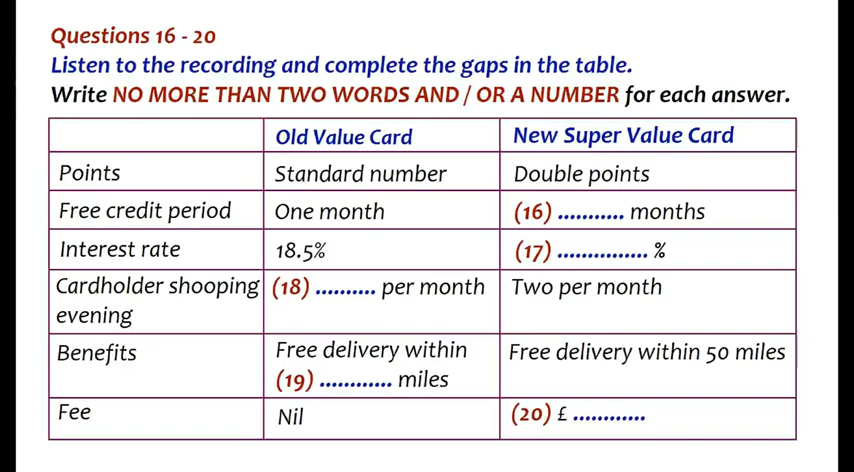 Questions 16 - 20
Listen to the recording and complete the gaps in the table.
Write NO MORE THAN TWO WORDS AND / OR A NUMBER for each answer.
Old Value Card New Super Value Card
Points Standard number Double points
Free credit period One month (16) ........... months
Interest rate 18.5% (17) ............... %
Cardholder shooping (18) .......... per month Two per month
evening
Benefits Free delivery within Free delivery within 50 miles
(19) ............ miles
Fee Nil (20) £ ............